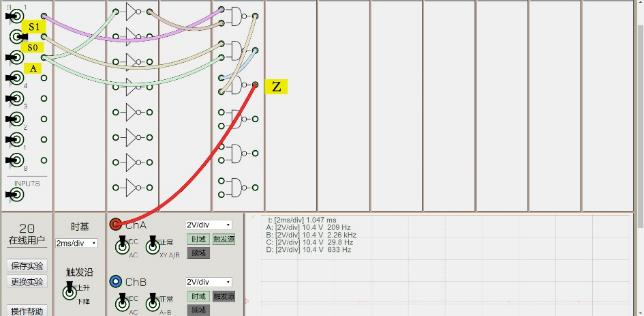 S1
S0
A
Z
INPUTS
20
在线用户
保存实验
更换实验
操作帮助
时基
2ms/div
触发沿
上升
下降
ChA
2V/div
正常
AC
XY A/B
时域
触发源
频域
ChB
2V/div
正常
AC
A-B
时域
触发源
频域
t: [2ms/div] 1.047 ms
A: [2V/div] 10.4 V 209 Hz
B: [2V/div] 10.4 V 2.26 kHz
C: [2V/div] 10.4 V 29.8 Hz
D: [2V/div] 10.4 V 633 Hz